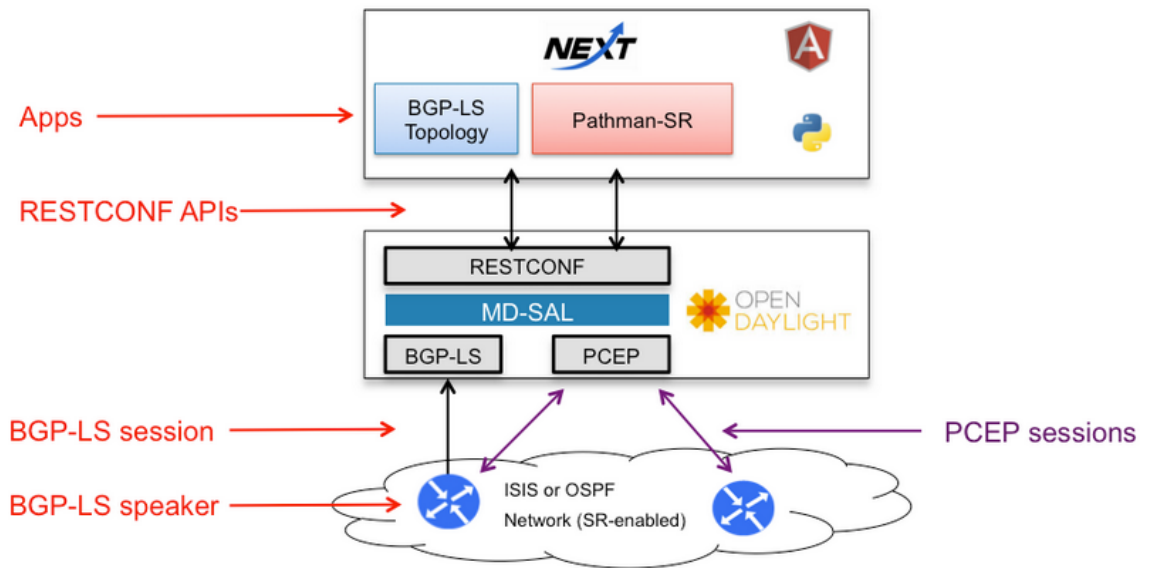 NEXT
A
Apps
BGP-LS
Topology
Pathman-SR
RESTCONF APIs
RESTCONF
MD-SAL
OPEN
DAYLIGHT
BGP-LS
PCEP
BGP-LS session
PCEP sessions
BGP-LS speaker
ISIS or OSPF
Network (SR-enabled)